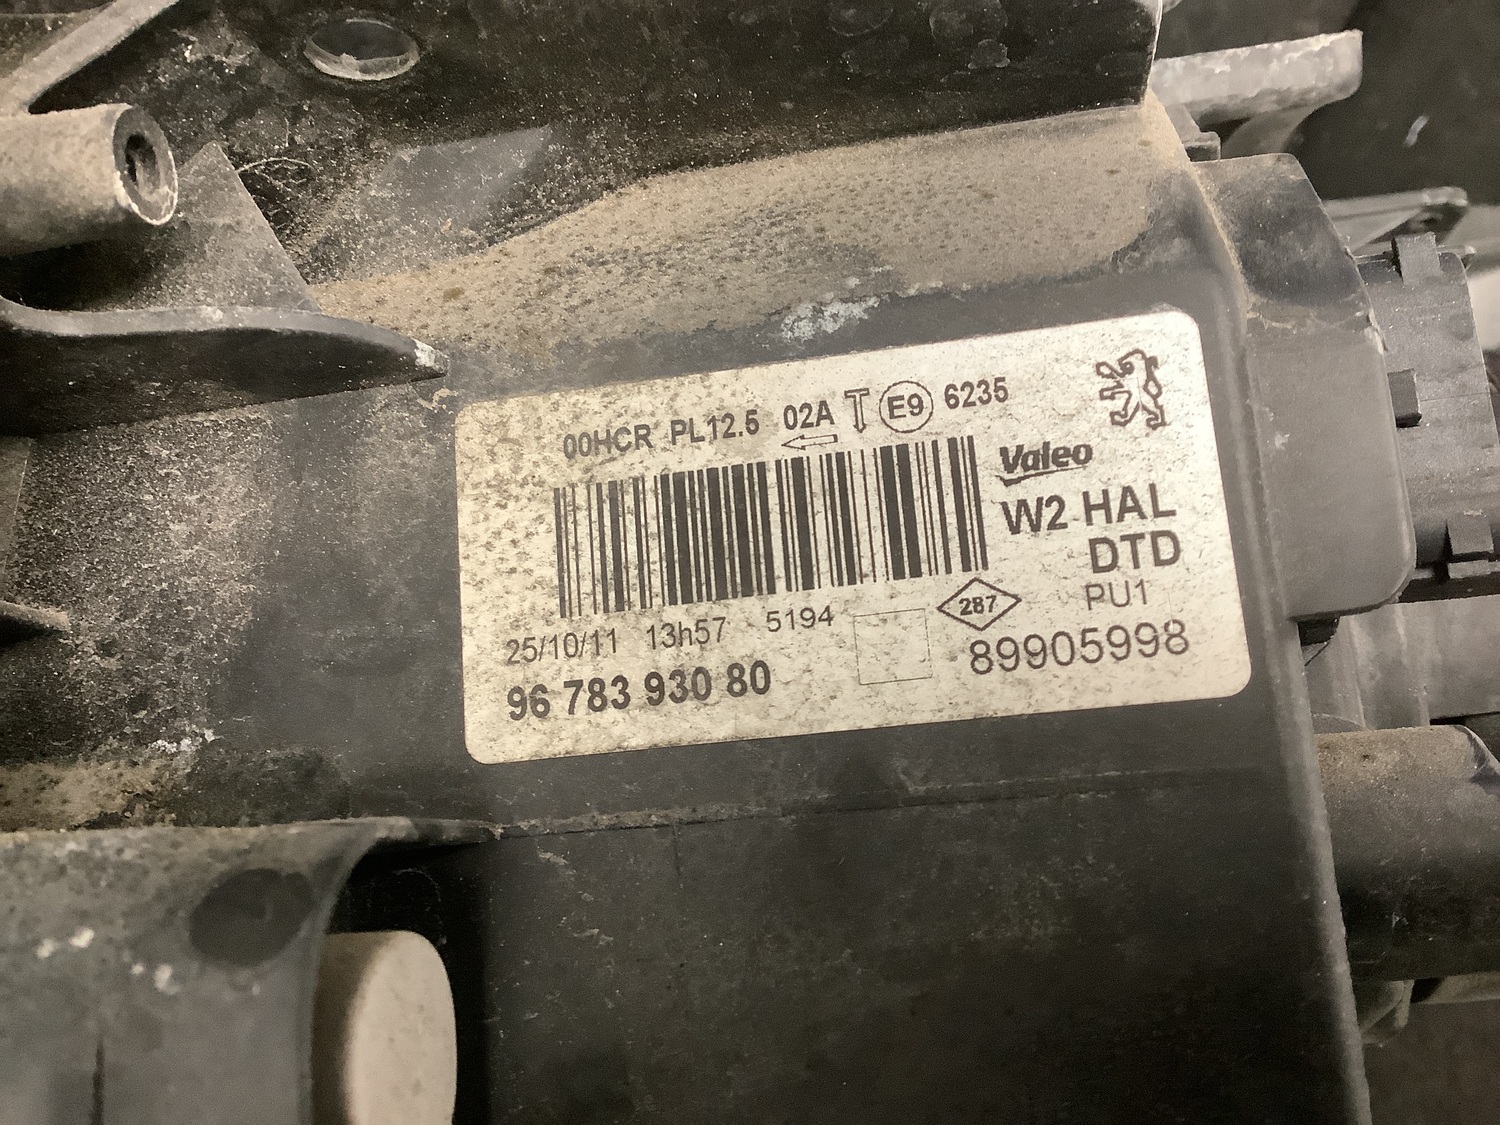 00HCR PL12.5 02A E9 6235
Valeo
W2 HAL
DTD
PU1
25/10/11 13h57 5194
287
96 783 930 80
89905998